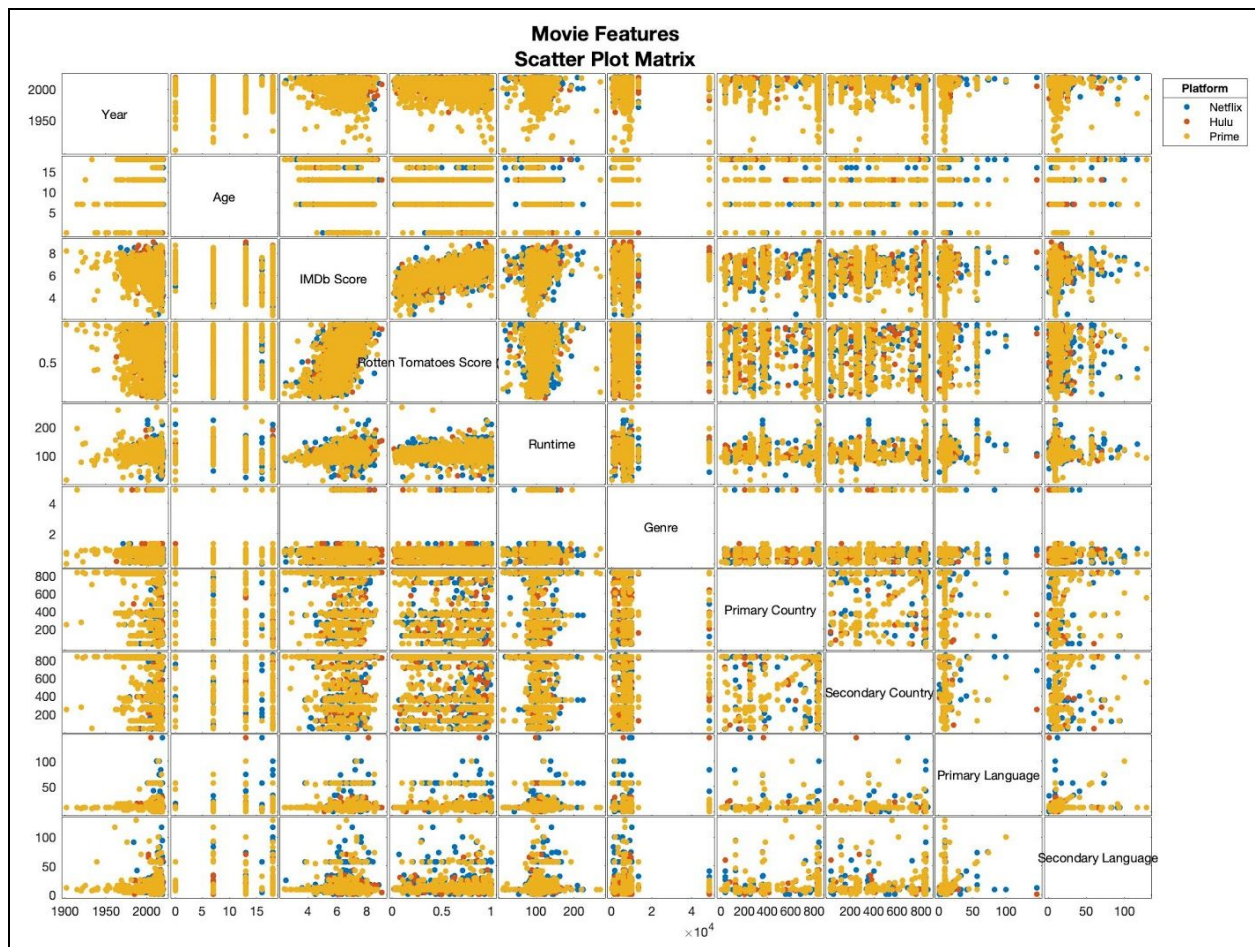 Movie Features
Scatter Plot Matrix
Platform
Netflix
Hulu
Prime
2000
1950
Year
15
10
5
Age
8
6
4
IMDb Score
0.5
Rotten Tomatoes Score (
200
100
Runtime
4
2
Genre
800
600
400
200
Primary Country
800
600
400
200
Secondary Country
100
50
Primary Language
100
50
0
Secondary Language
1900 1950 2000 0 5 10 15 4 6 8 0 0.5 1 100 200 0 2 4 0 200 400 600 800 200 400 600 800 0 50 100 0 50 100
×10⁴